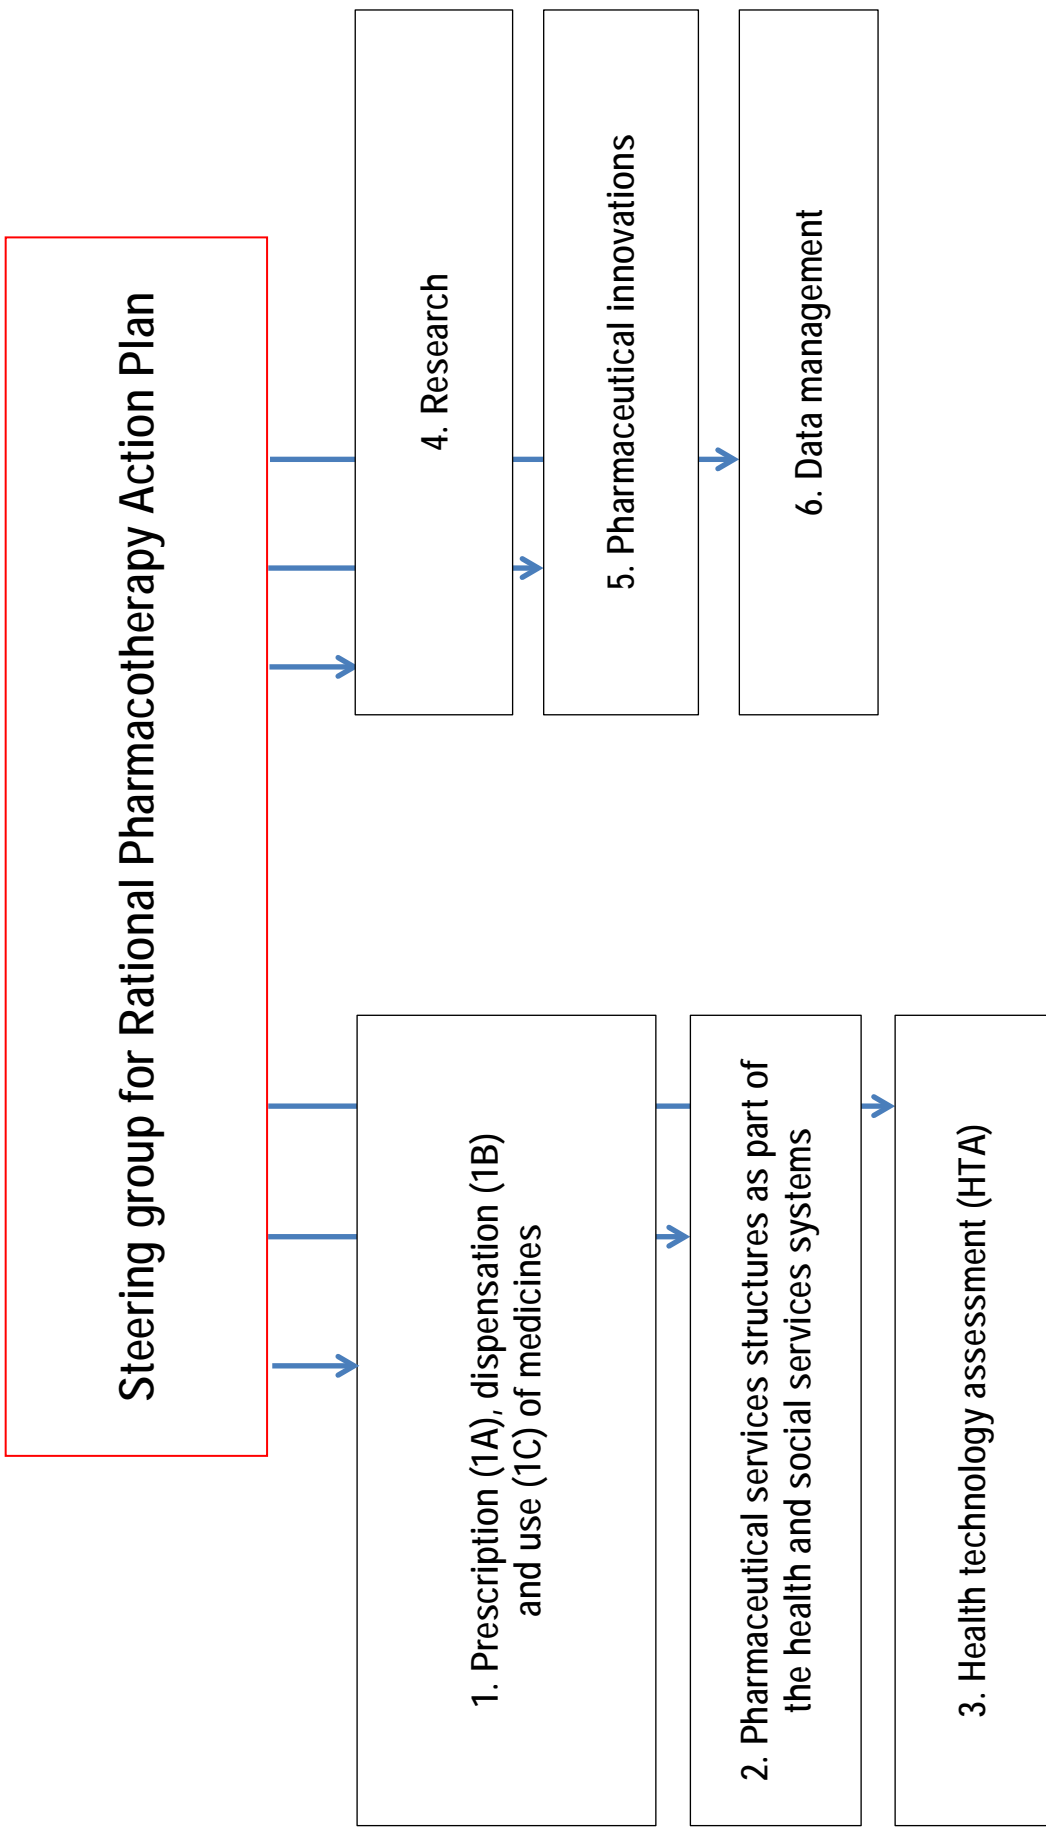 Steering group for Rational Pharmacotherapy Action Plan
1. Prescription (1A), dispensation (1B)
and use (1C) of medicines
2. Pharmaceutical services structures as part of
the health and social services systems
3. Health technology assessment (HTA)
4. Research
5. Pharmaceutical innovations
6. Data management